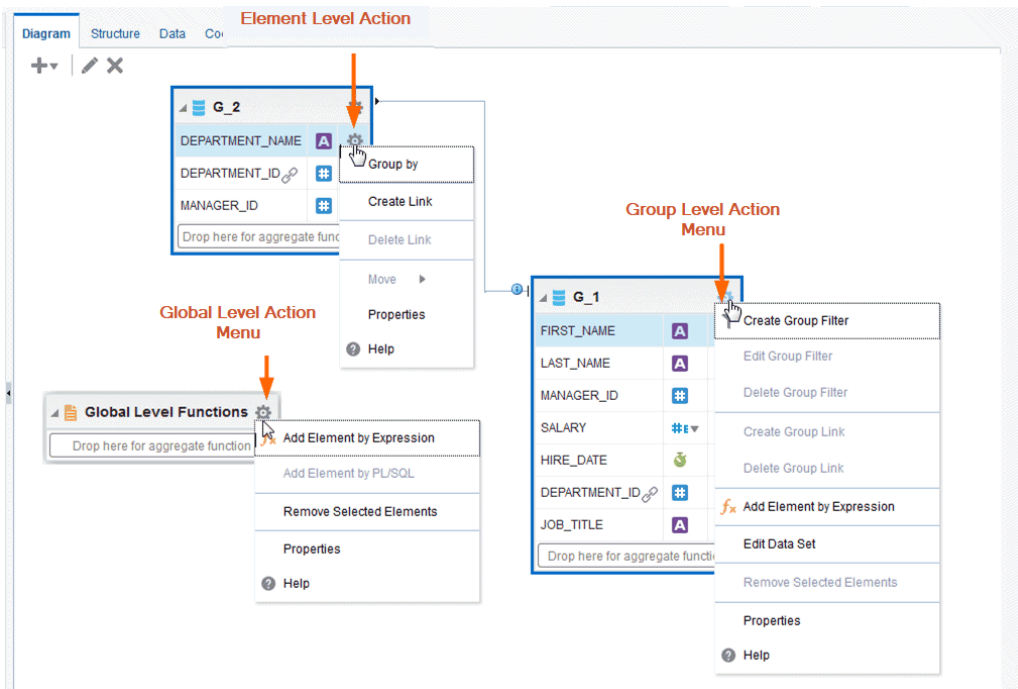 Element Level Action
Diagram Structure Data
G_2
DEPARTMENT_NAME A
DEPARTMENT_ID #
MANAGER_ID #
Drop here for aggregate func
Group by
Create Link
Delete Link
Move
Properties
Help
Group Level Action
Menu
G_1
FIRST_NAME A
LAST_NAME A
MANAGER_ID #
SALARY #E
HIRE_DATE
DEPARTMENT_ID #
JOB_TITLE A
Drop here for aggregate functi
Create Group Filter
Edit Group Filter
Delete Group Filter
Create Group Link
Delete Group Link
fx Add Element by Expression
Edit Data Set
Remove Selected Elements
Properties
Help
Global Level Action
Menu
Global Level Functions
Drop here for aggregate function
fx Add Element by Expression
Add Element by PL/SQL
Remove Selected Elements
Properties
Help